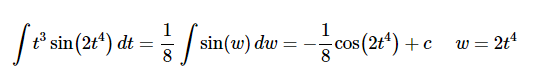 ∫ t³ sin(2t⁴) dt = 1/8 ∫ sin(w) dw = −1/8 cos(2t⁴) + c   w = 2t⁴